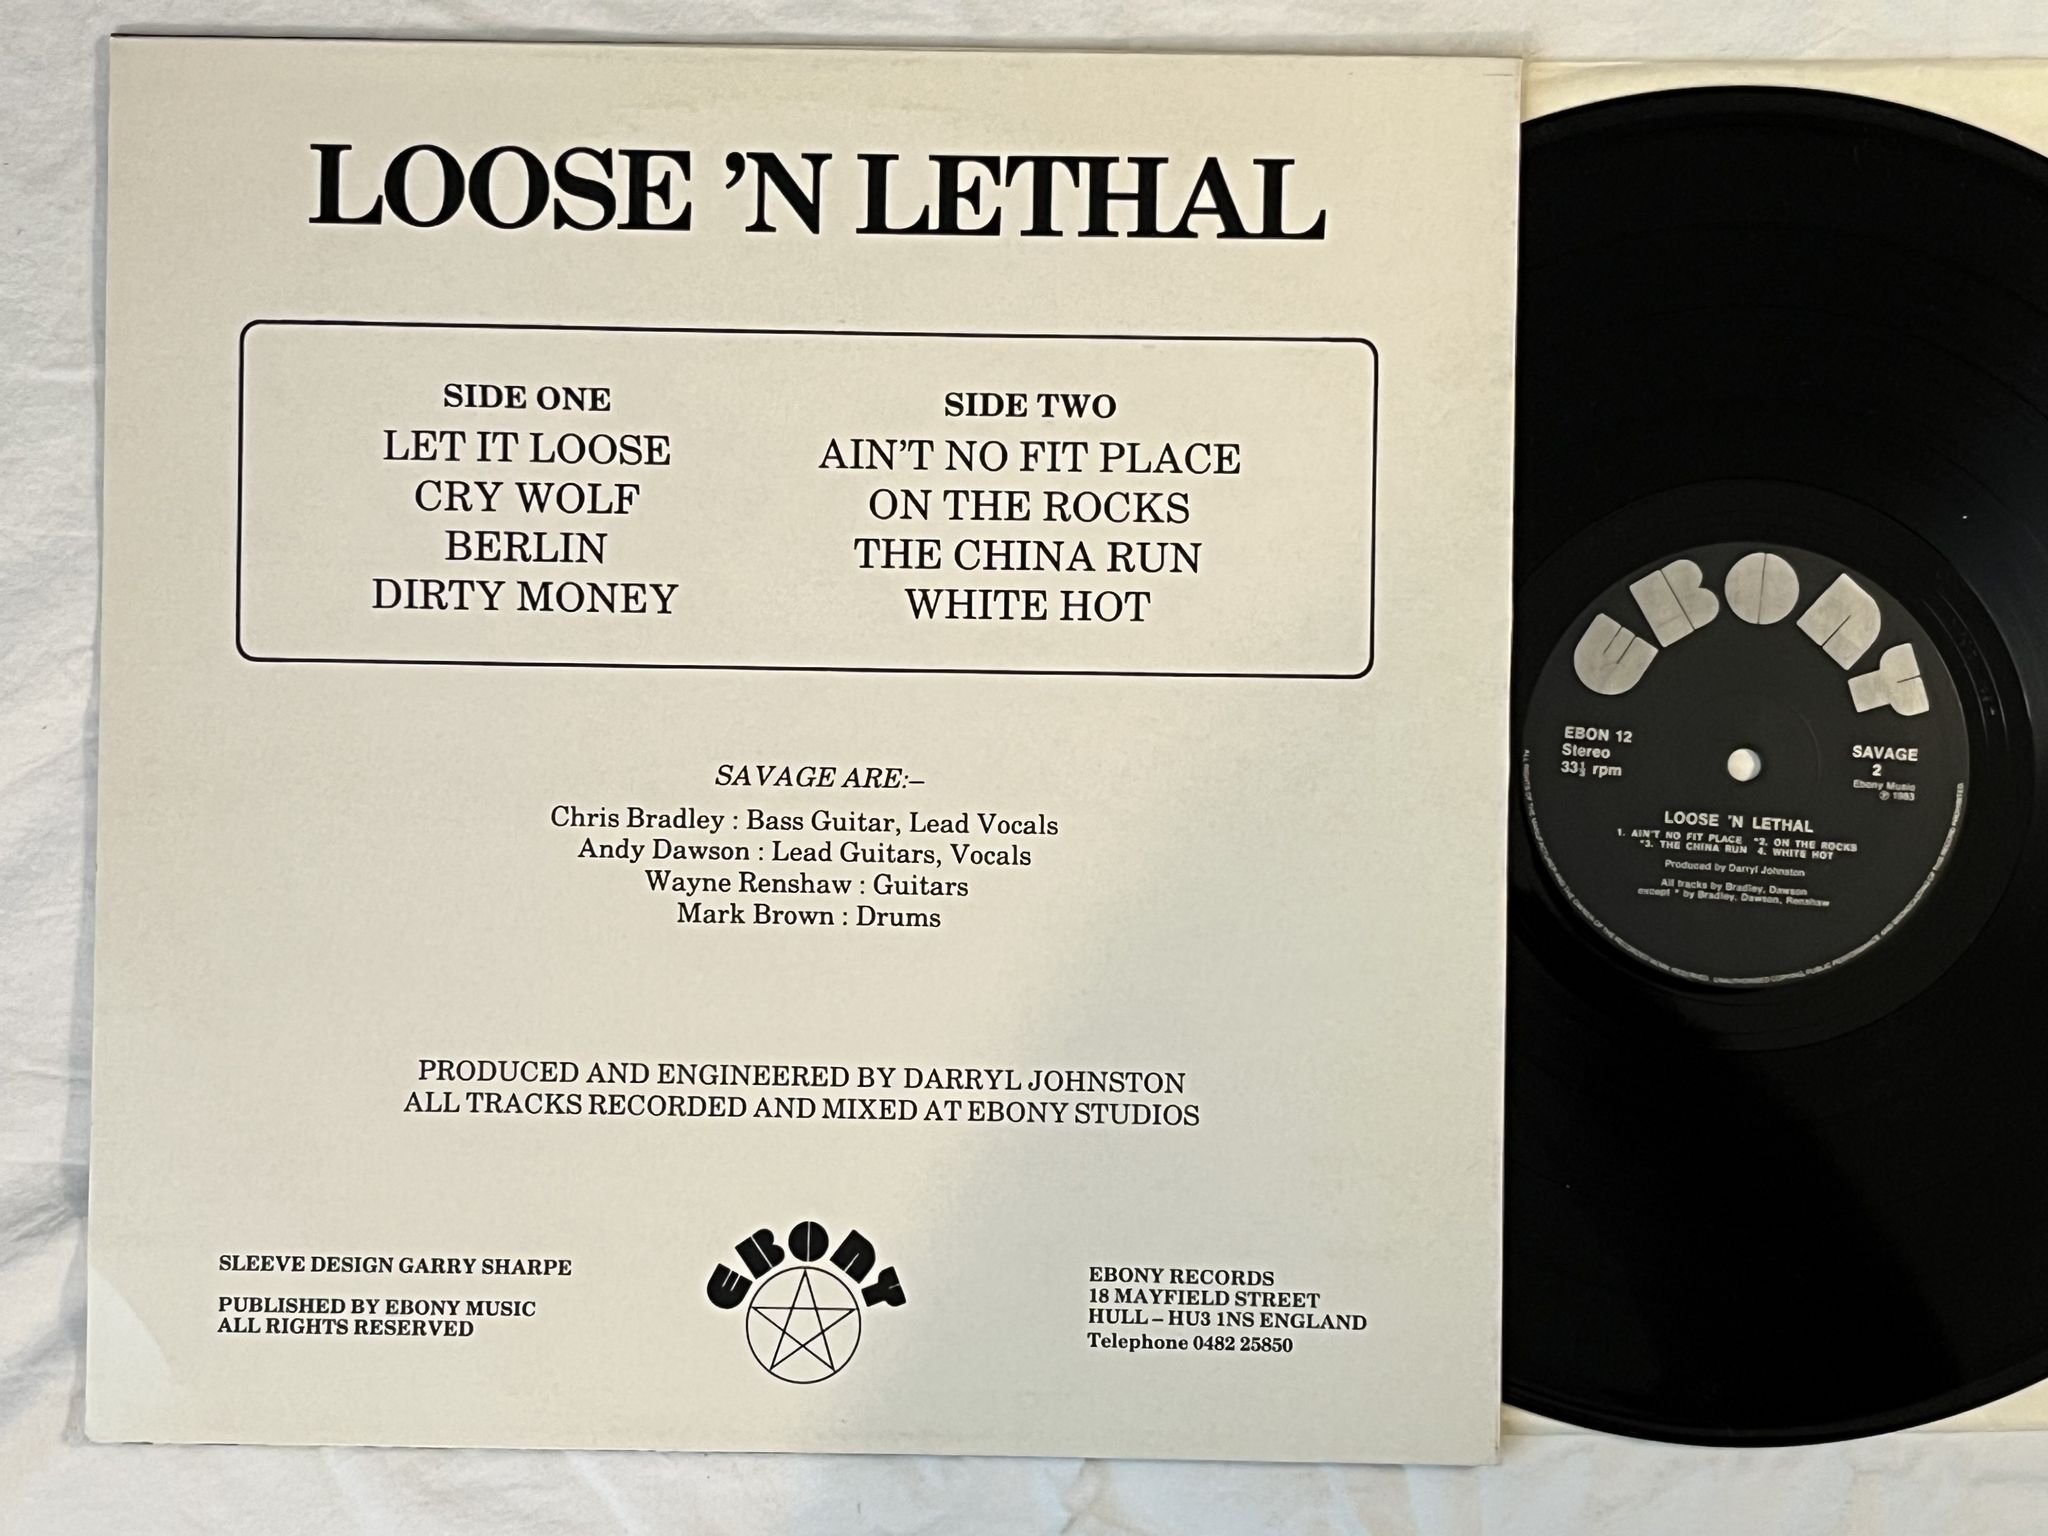 LOOSE 'N LETHAL
SIDE ONE
LET IT LOOSE
CRY WOLF
BERLIN
DIRTY MONEY
SIDE TWO
AIN'T NO FIT PLACE
ON THE ROCKS
THE CHINA RUN
WHITE HOT
SAVAGE ARE:–
Chris Bradley : Bass Guitar, Lead Vocals
Andy Dawson : Lead Guitars, Vocals
Wayne Renshaw : Guitars
Mark Brown : Drums
PRODUCED AND ENGINEERED BY DARRYL JOHNSTON
ALL TRACKS RECORDED AND MIXED AT EBONY STUDIOS
SLEEVE DESIGN GARRY SHARPE
PUBLISHED BY EBONY MUSIC
ALL RIGHTS RESERVED
EBONY
EBONY RECORDS
18 MAYFIELD STREET
HULL – HU3 1NS ENGLAND
Telephone 0482 25850
EBONY
EBON 12
Stereo
33⅓ rpm
SAVAGE
2
Ebony Music
Ⓟ 1983
LOOSE 'N LETHAL
1. AIN'T NO FIT PLACE *2. ON THE ROCKS
*3. THE CHINA RUN 4. WHITE HOT
Produced by Darryl Johnston
All tracks by Bradley, Dawson
except * by Bradley, Dawson, Renshaw